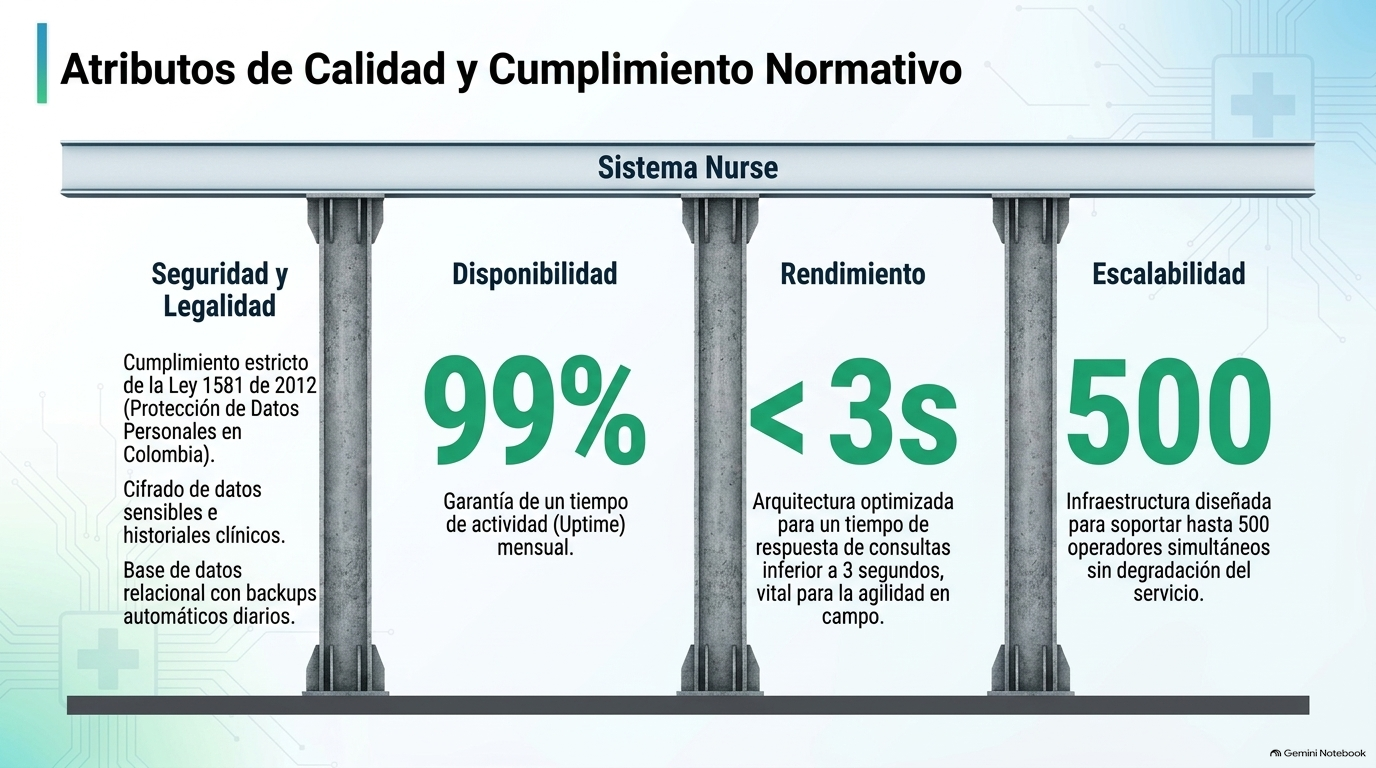 Atributos de Calidad y Cumplimiento Normativo
Sistema Nurse
Seguridad y
Legalidad
Cumplimiento estricto
de la Ley 1581 de 2012
(Protección de Datos
Personales en
Colombia).
Cifrado de datos
sensibles e
historiales clínicos.
Base de datos
relacional con backups
automáticos diarios.
Disponibilidad
99%
Garantía de un tiempo
de actividad (Uptime)
mensual.
Rendimiento
< 3s
Arquitectura optimizada
para un tiempo de
respuesta de consultas
inferior a 3 segundos,
vital para la agilidad en
campo.
Escalabilidad
500
Infraestructura diseñada
para soportar hasta 500
operadores simultáneos
sin degradación del
servicio.
Gemini Notebook